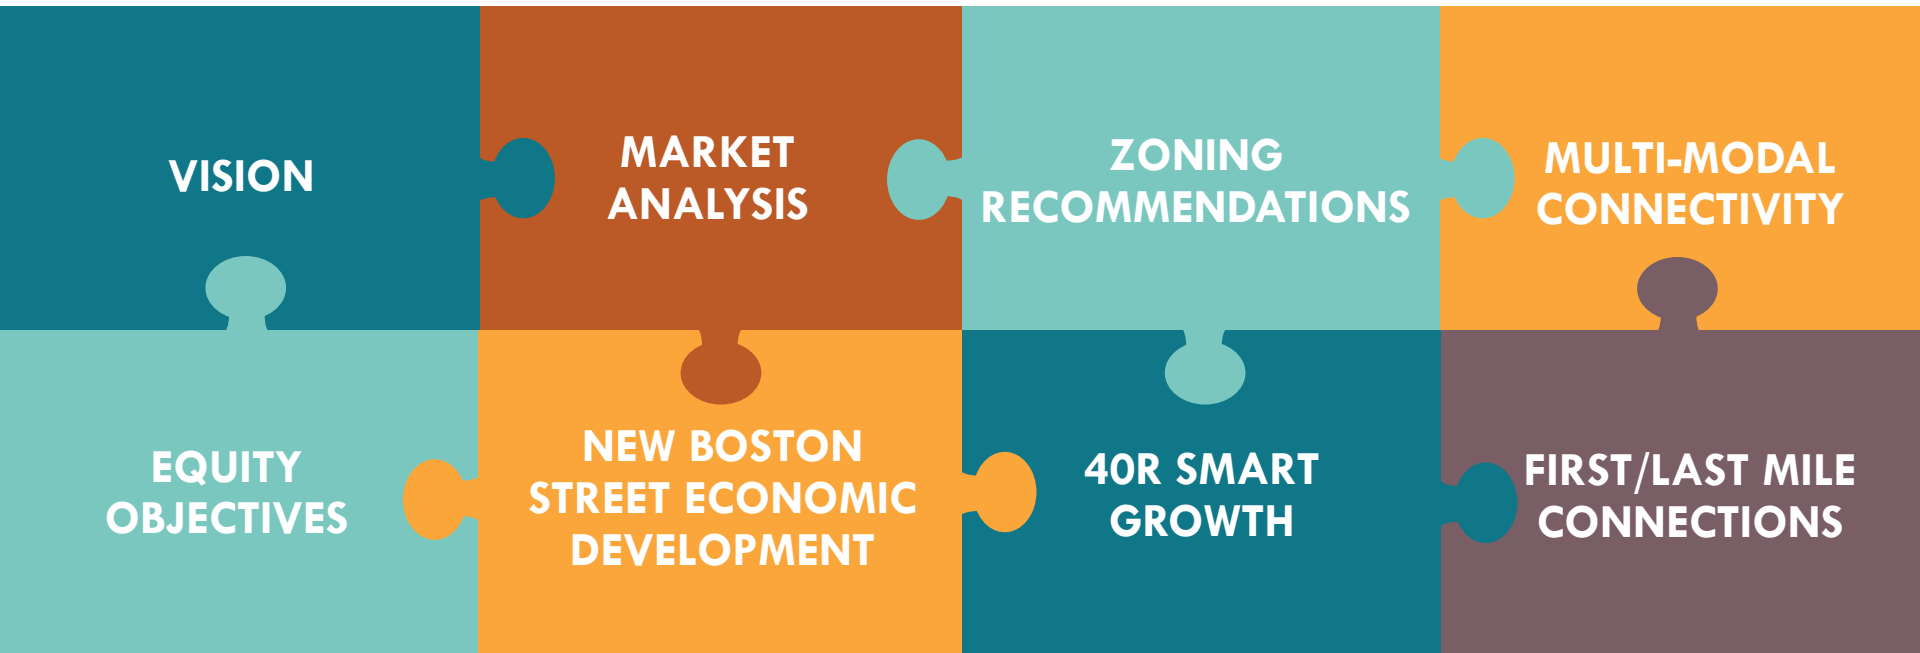 VISION
MARKET
ANALYSIS
ZONING
RECOMMENDATIONS
MULTI-MODAL
CONNECTIVITY
EQUITY
OBJECTIVES
NEW BOSTON
STREET ECONOMIC
DEVELOPMENT
40R SMART
GROWTH
FIRST/LAST MILE
CONNECTIONS